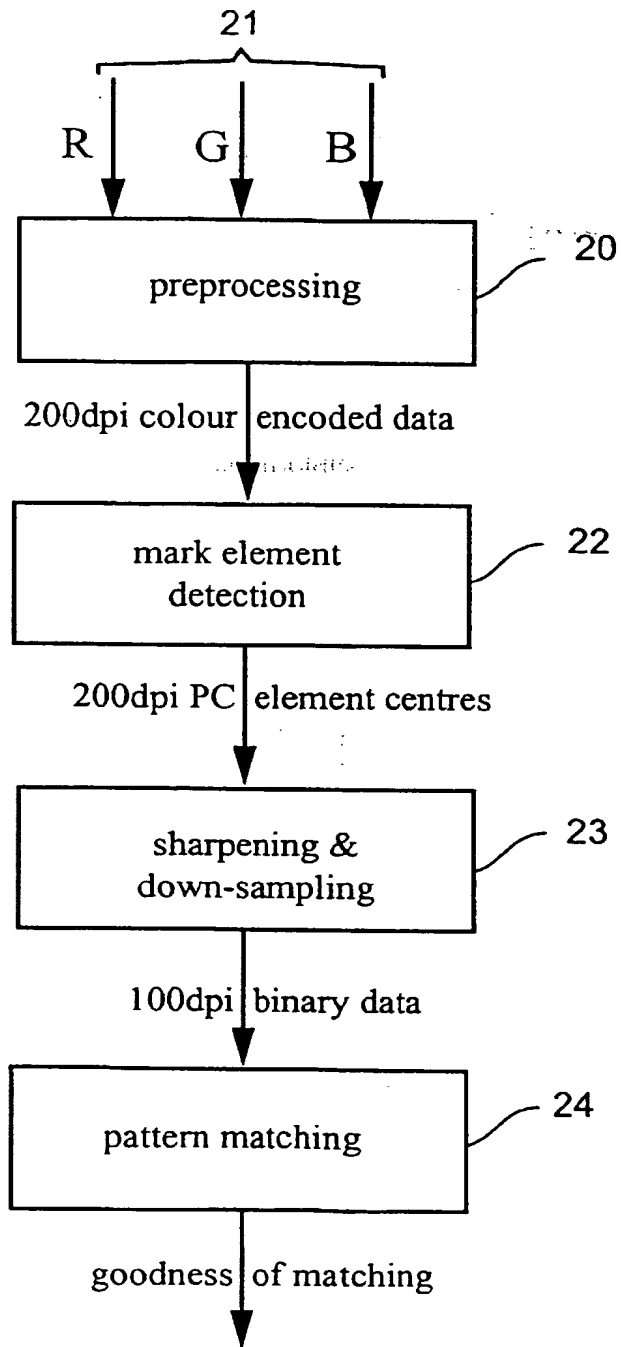 21
R G B
20
preprocessing
200dpi colour encoded data
22
mark element
detection
200dpi PC element centres
23
sharpening &
down-sampling
100dpi binary data
24
pattern matching
goodness of matching